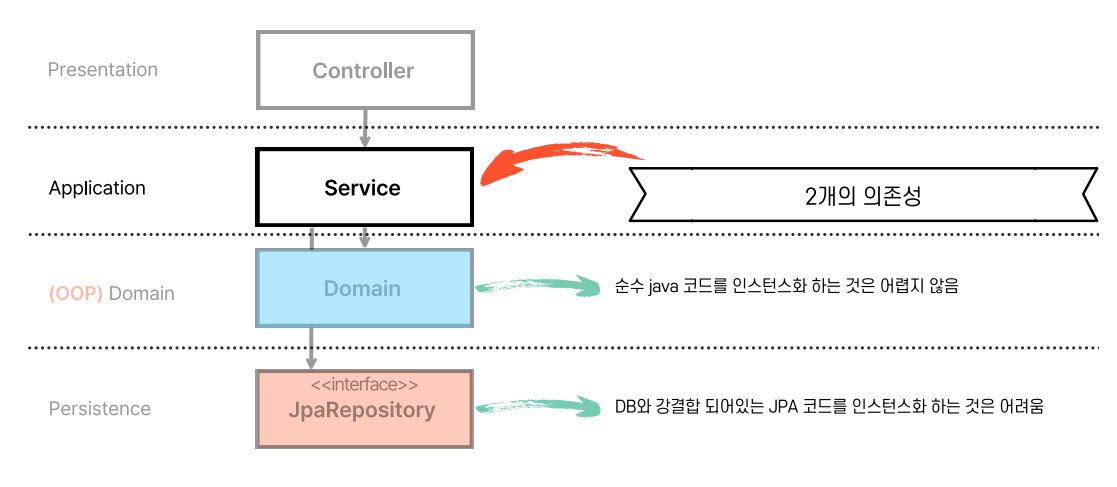 Presentation
Controller
Application
Service
2개의 의존성
(OOP) Domain
Domain
순수 java 코드를 인스턴스화 하는 것은 어렵지 않음
Persistence
<<interface>>
JpaRepository
DB와 강결합 되어있는 JPA 코드를 인스턴스화 하는 것은 어려움